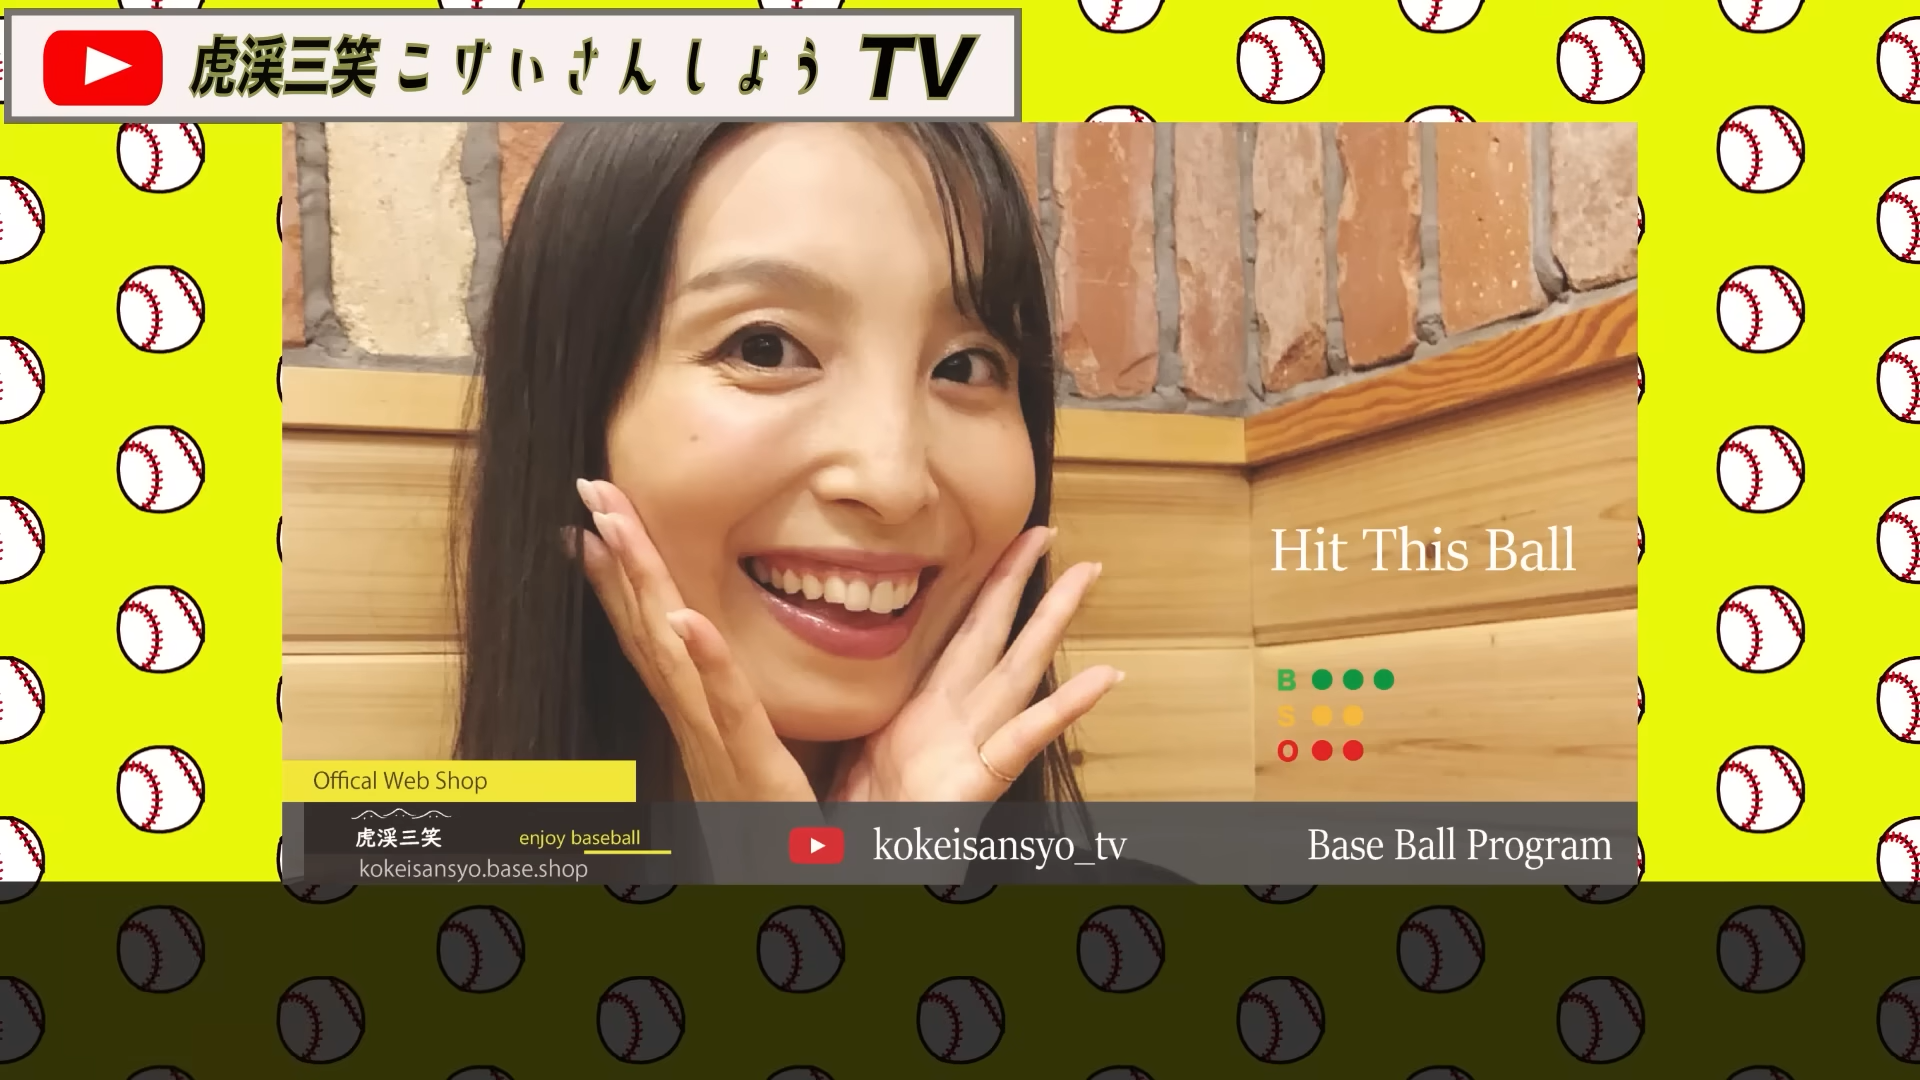 虎渓三笑 こけいさんしょう TV
Hit This Ball
B
S
O
Offical Web Shop
虎渓三笑
enjoy baseball
kokeisansyo.base.shop
kokeisansyo_tv
Base Ball Program